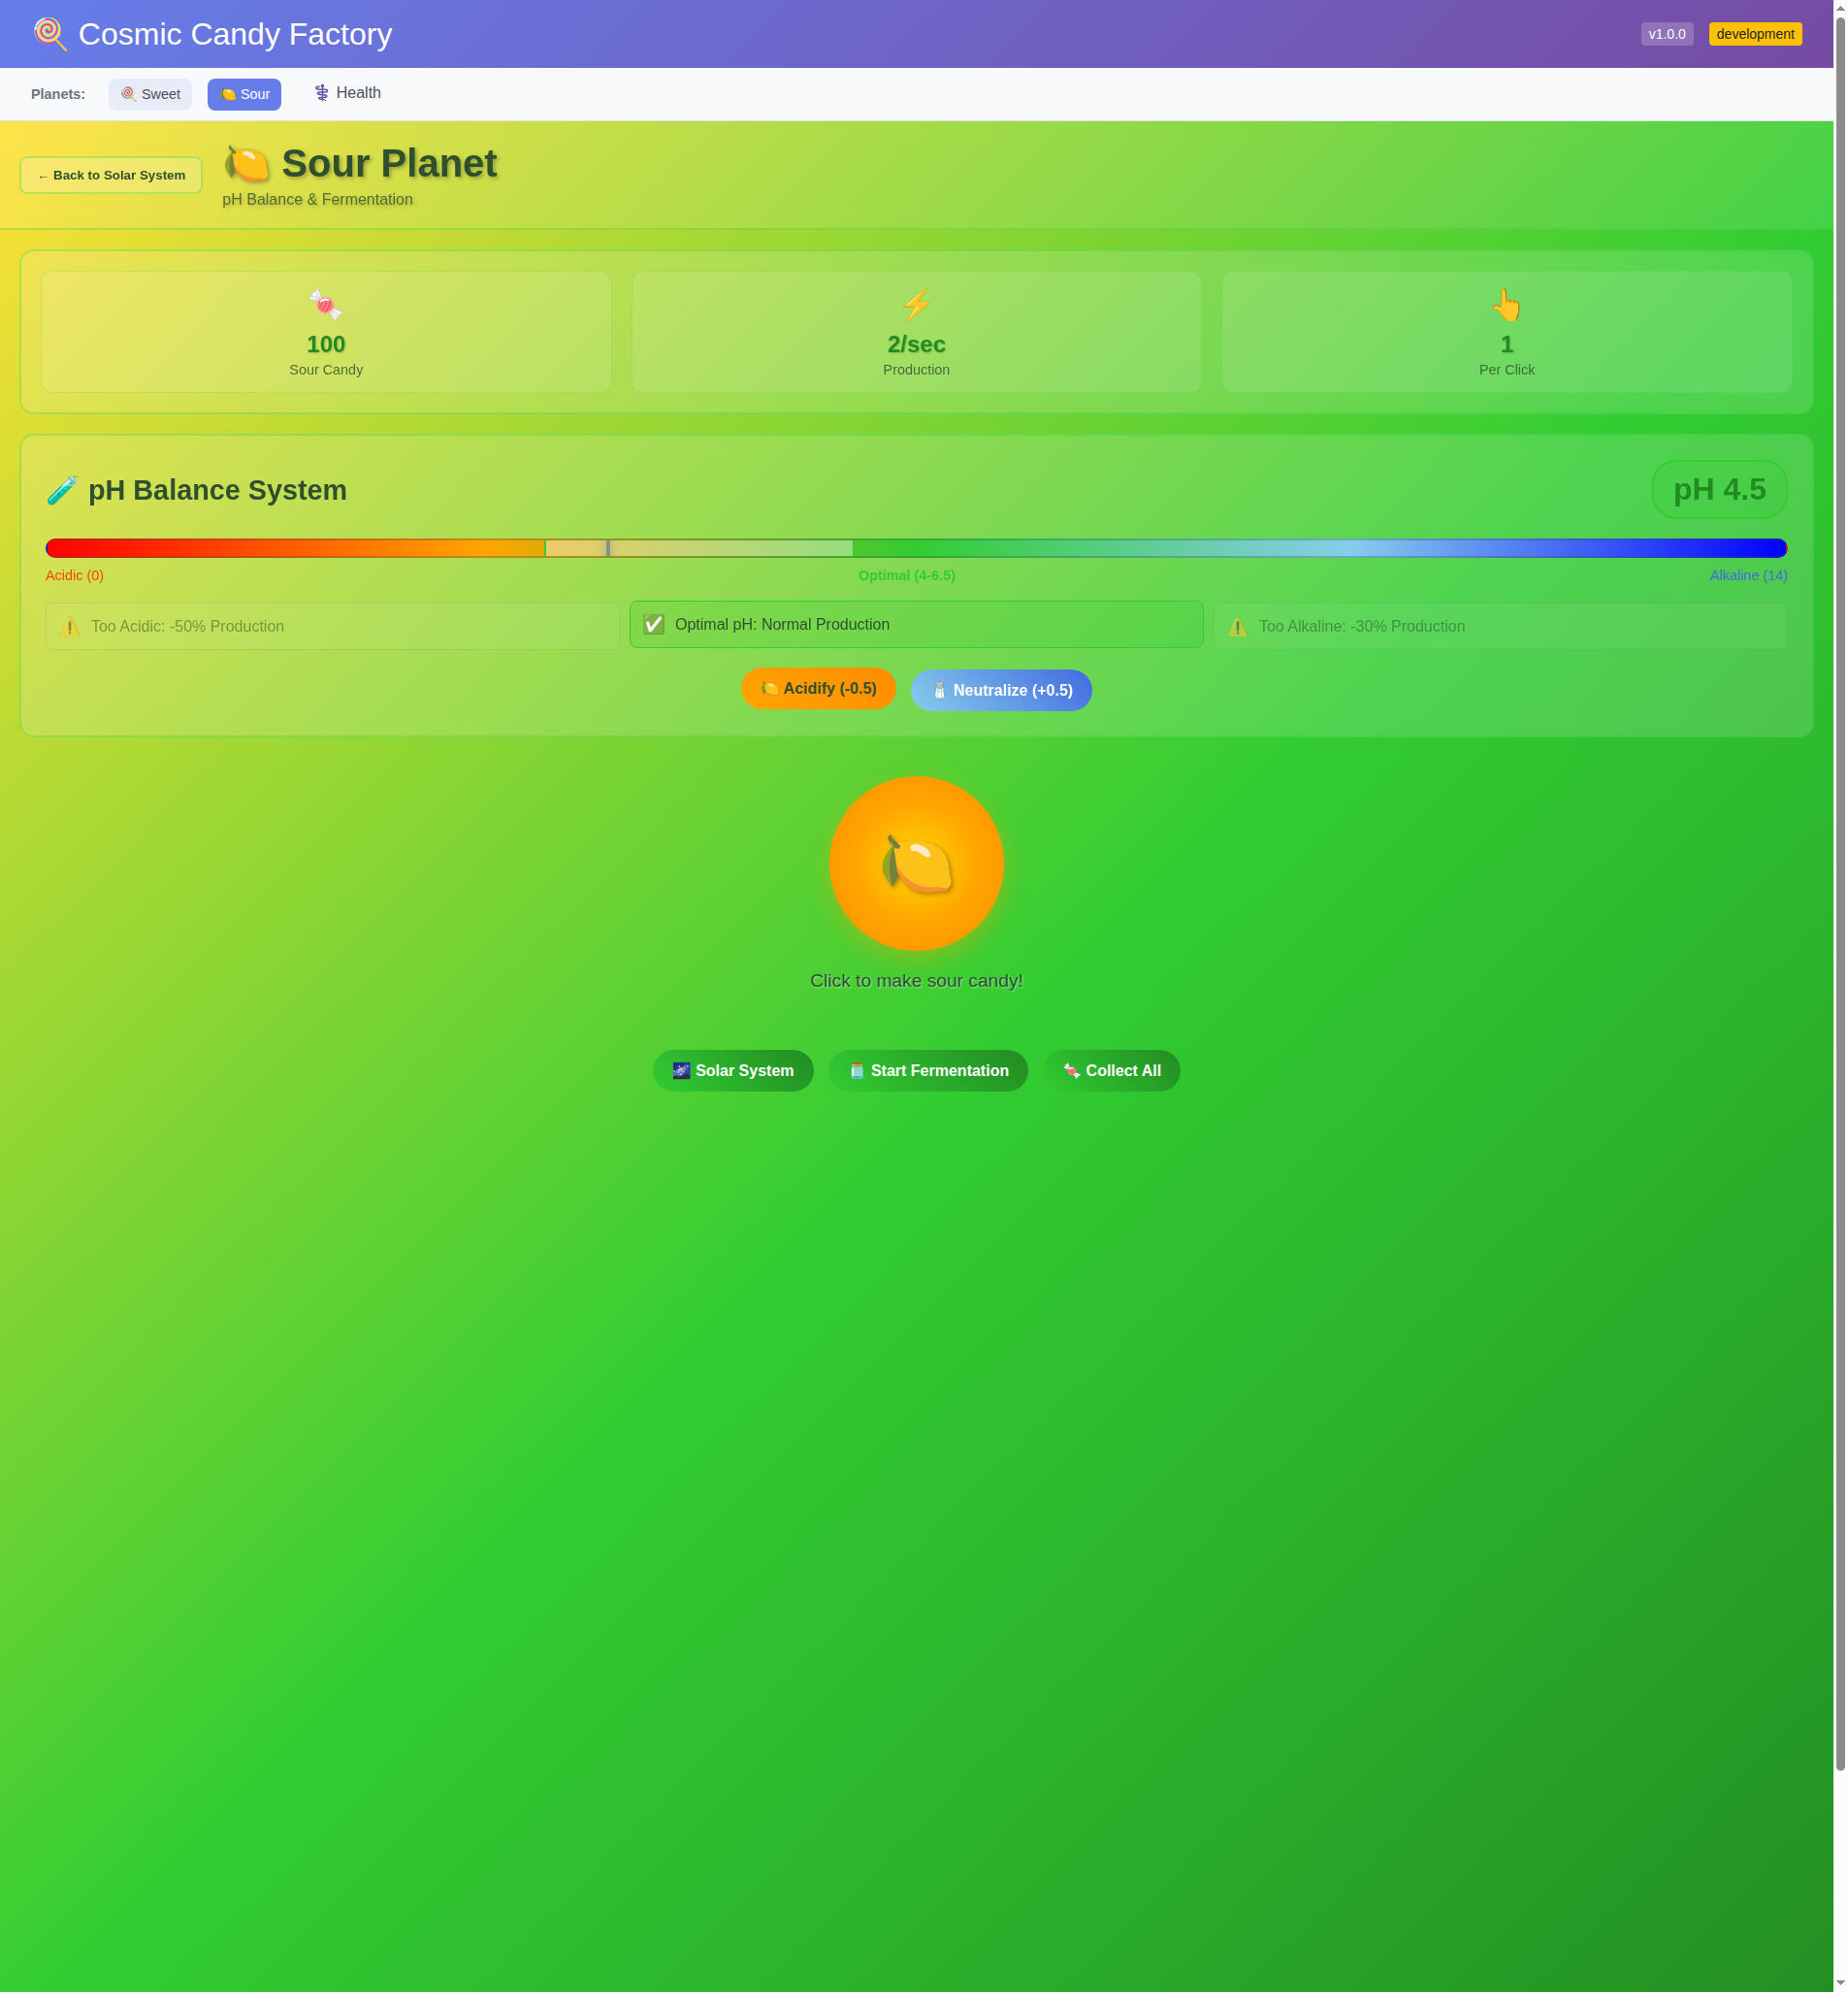 Cosmic Candy Factory
v1.0.0
development
Planets:
Sweet
Sour
Health
← Back to Solar System
Sour Planet
pH Balance & Fermentation
100
Sour Candy
2/sec
Production
1
Per Click
pH Balance System
pH 4.5
Acidic (0)
Optimal (4-6.5)
Alkaline (14)
Too Acidic: -50% Production
Optimal pH: Normal Production
Too Alkaline: -30% Production
Acidify (-0.5)
Neutralize (+0.5)
Click to make sour candy!
Solar System
Start Fermentation
Collect All